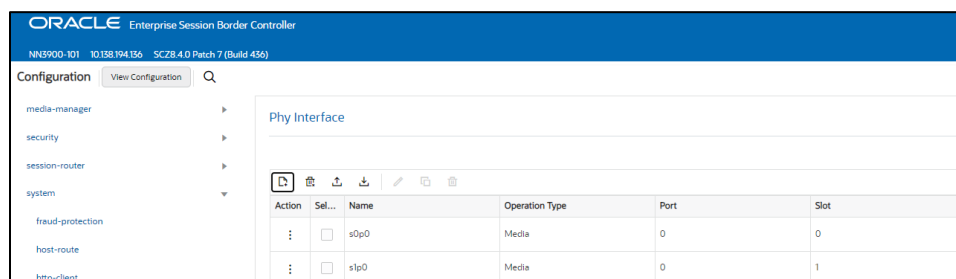 ORACLE Enterprise Session Border Controller
NN3900-101 10.138.194.136 SCZ8.4.0 Patch 7 (Build 436)
Configuration View Configuration
media-manager
Phy Interface
security
session-router
system
Action Sel... Name Operation Type Port Slot
fraud-protection
s0p0 Media 0 0
host-route
s1p0 Media 0 1
http-client